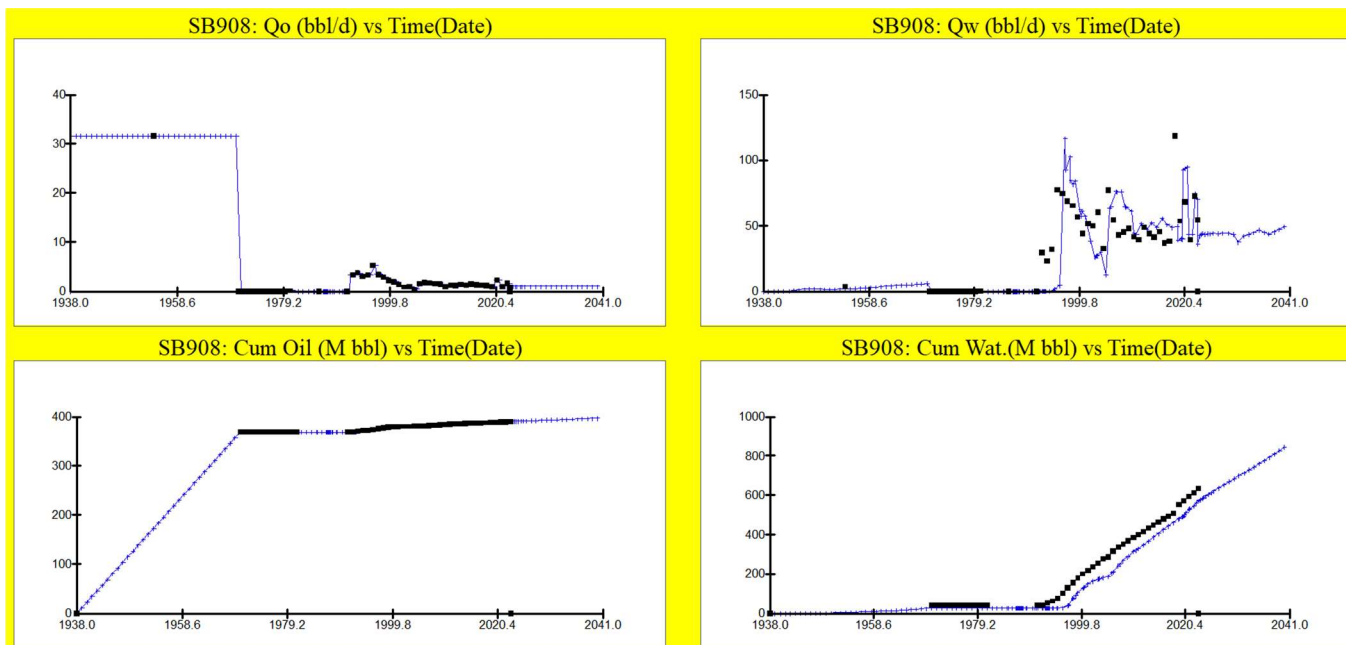 SB908: Qo (bbl/d) vs Time(Date)
40
30
20
10
0
1938.0 1958.6 1979.2 1999.8 2020.4 2041.0
SB908: Qw (bbl/d) vs Time(Date)
150
100
50
0
1938.0 1958.6 1979.2 1999.8 2020.4 2041.0
SB908: Cum Oil (M bbl) vs Time(Date)
400
300
200
100
0
1938.0 1958.6 1979.2 1999.8 2020.4 2041.0
SB908: Cum Wat.(M bbl) vs Time(Date)
1000
800
600
400
200
0
1938.0 1958.6 1979.2 1999.8 2020.4 2041.0